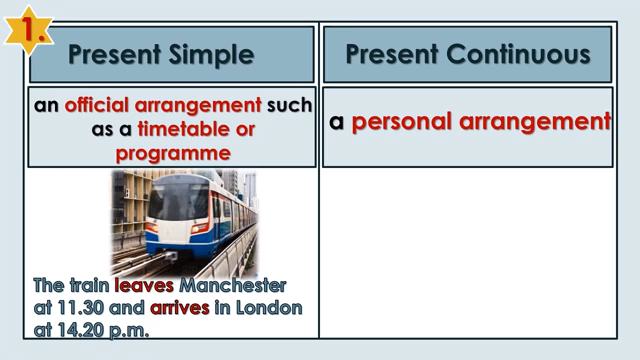 1.
Present Simple
Present Continuous
an official arrangement such
as a timetable or
programme
a personal arrangement
The train leaves Manchester
at 11.30 and arrives in London
at 14.20 p.m.